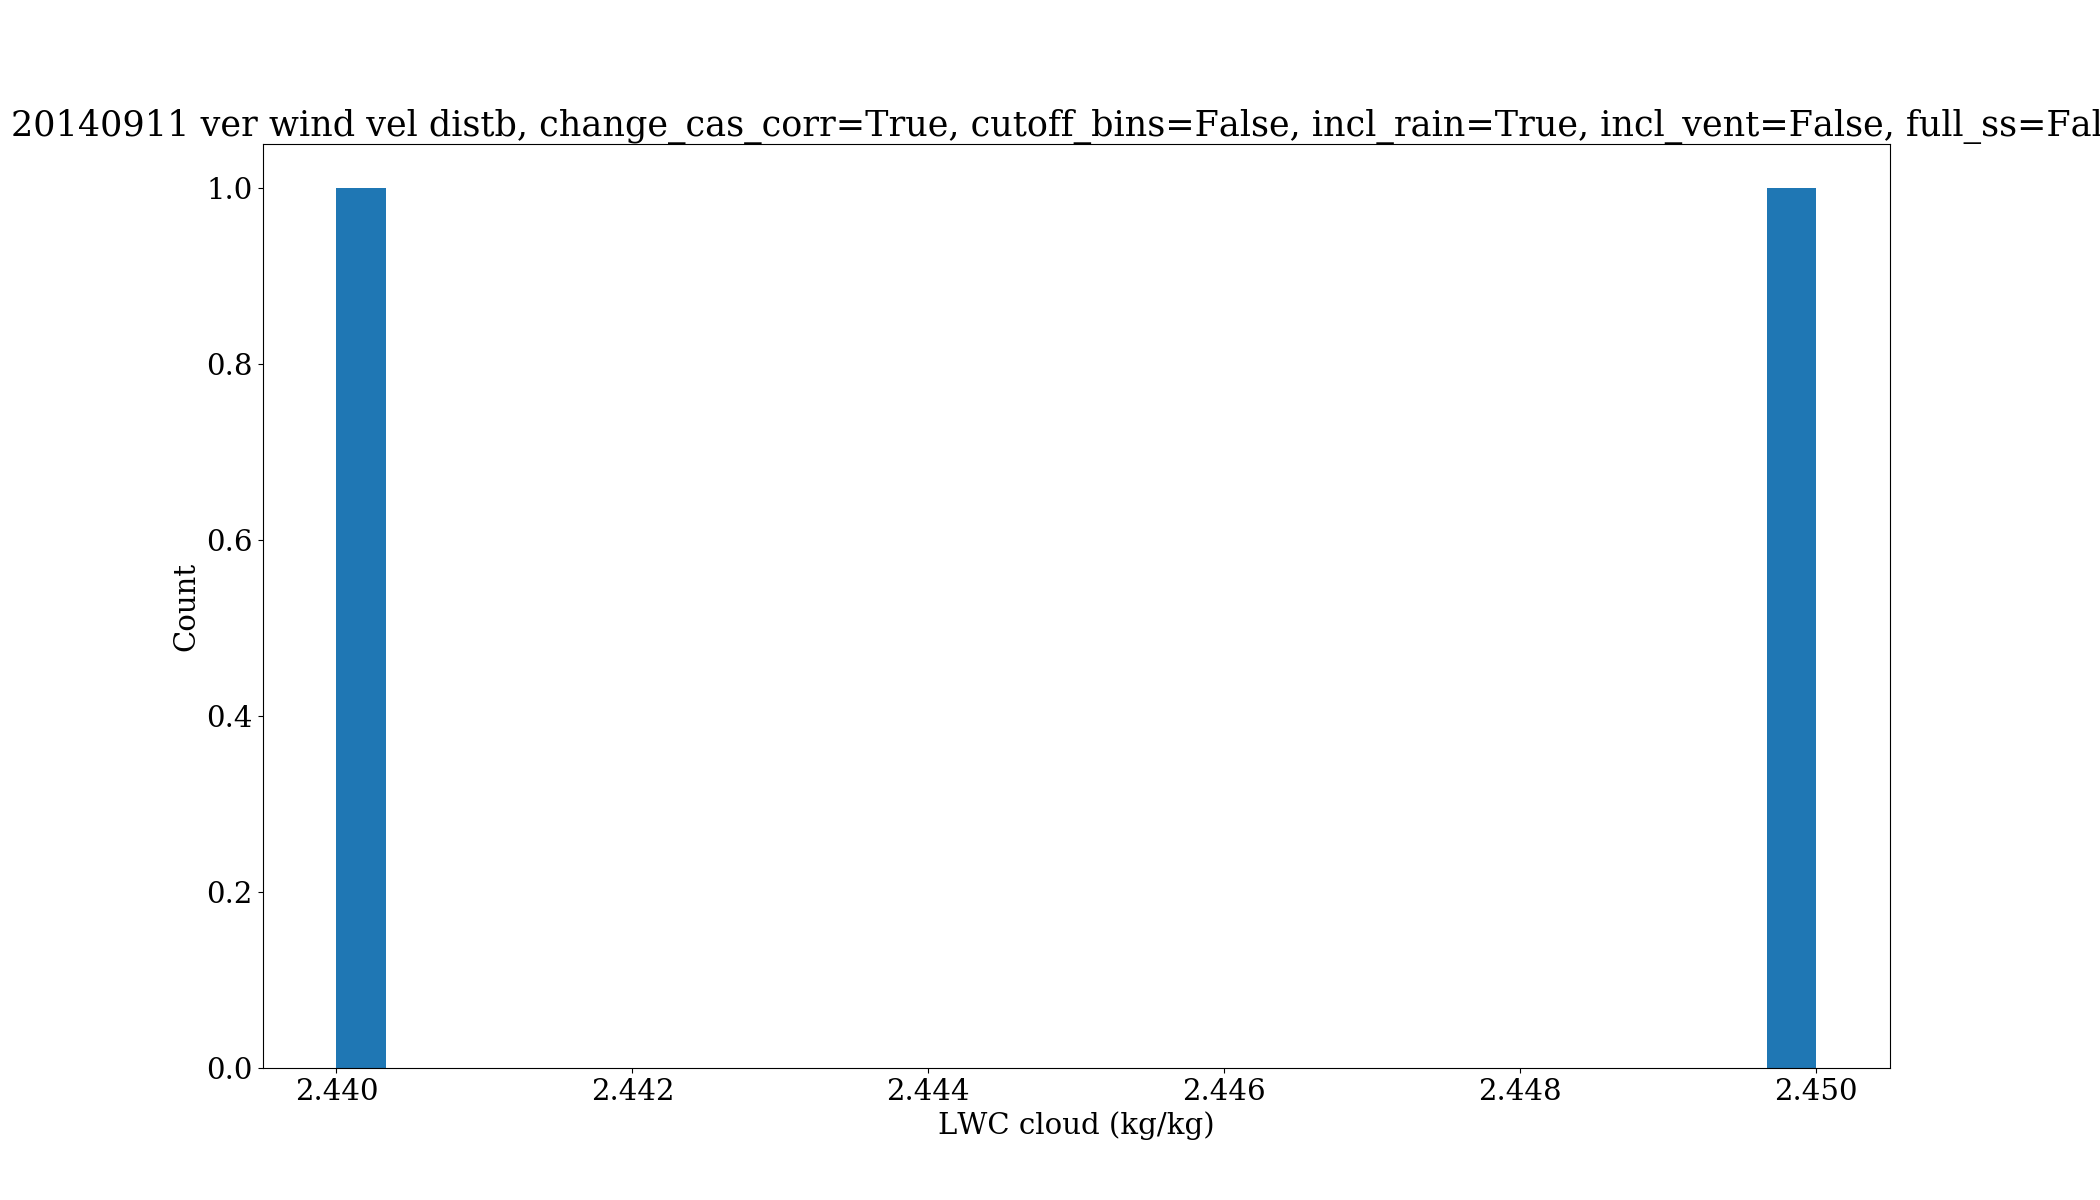 20140911 ver wind vel distb, change_cas_corr=True, cutoff_bins=False, incl_rain=True, incl_vent=False, full_ss=Fal
1.0
0.8
0.6
0.4
0.2
0.0
Count
2.440 2.442 2.444 2.446 2.448 2.450
LWC cloud (kg/kg)